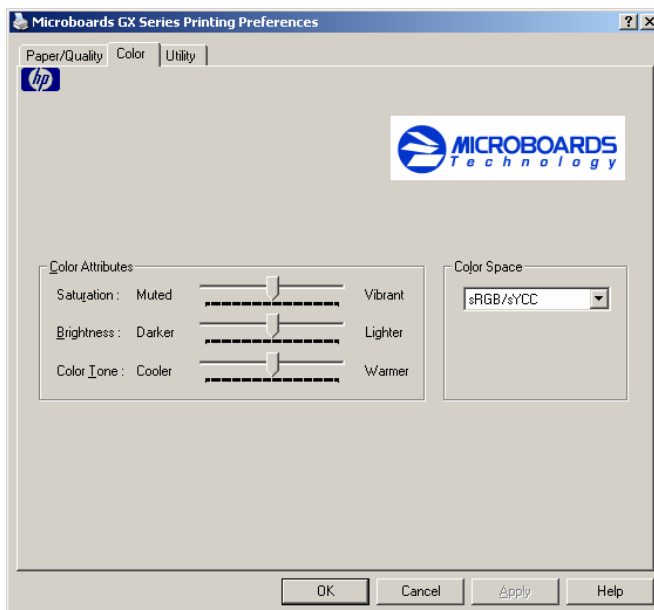 Microboards GX Series Printing Preferences
Paper/Quality Color Utility
hp
MICROBOARDS
Technology
Color Attributes
Saturation : Muted Vibrant
Brightness : Darker Lighter
Color Tone : Cooler Warmer
Color Space
sRGB/sYCC
OK Cancel Apply Help